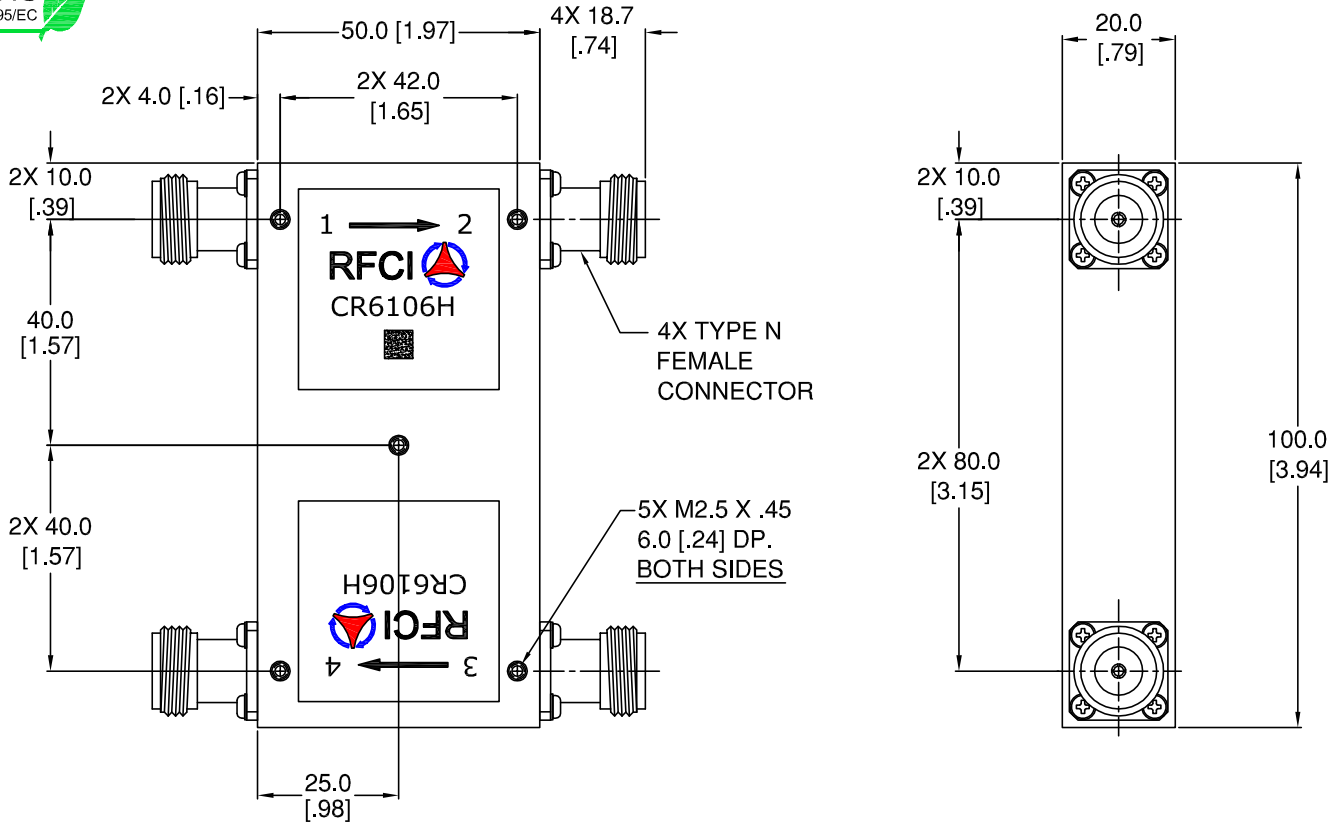 95/EC
50.0 [1.97]
4X 18.7
[.74]
20.0
[.79]
2X 4.0 [.16]
2X 42.0
[1.65]
2X 10.0
[.39]
2X 10.0
[.39]
1 2
RFCI
CR6106H
40.0
[1.57]
4X TYPE N
FEMALE
CONNECTOR
2X 80.0
[3.15]
100.0
[3.94]
2X 40.0
[1.57]
5X M2.5 X .45
6.0 [.24] DP.
BOTH SIDES
3 4
RFCI
CR6106H
25.0
[.98]